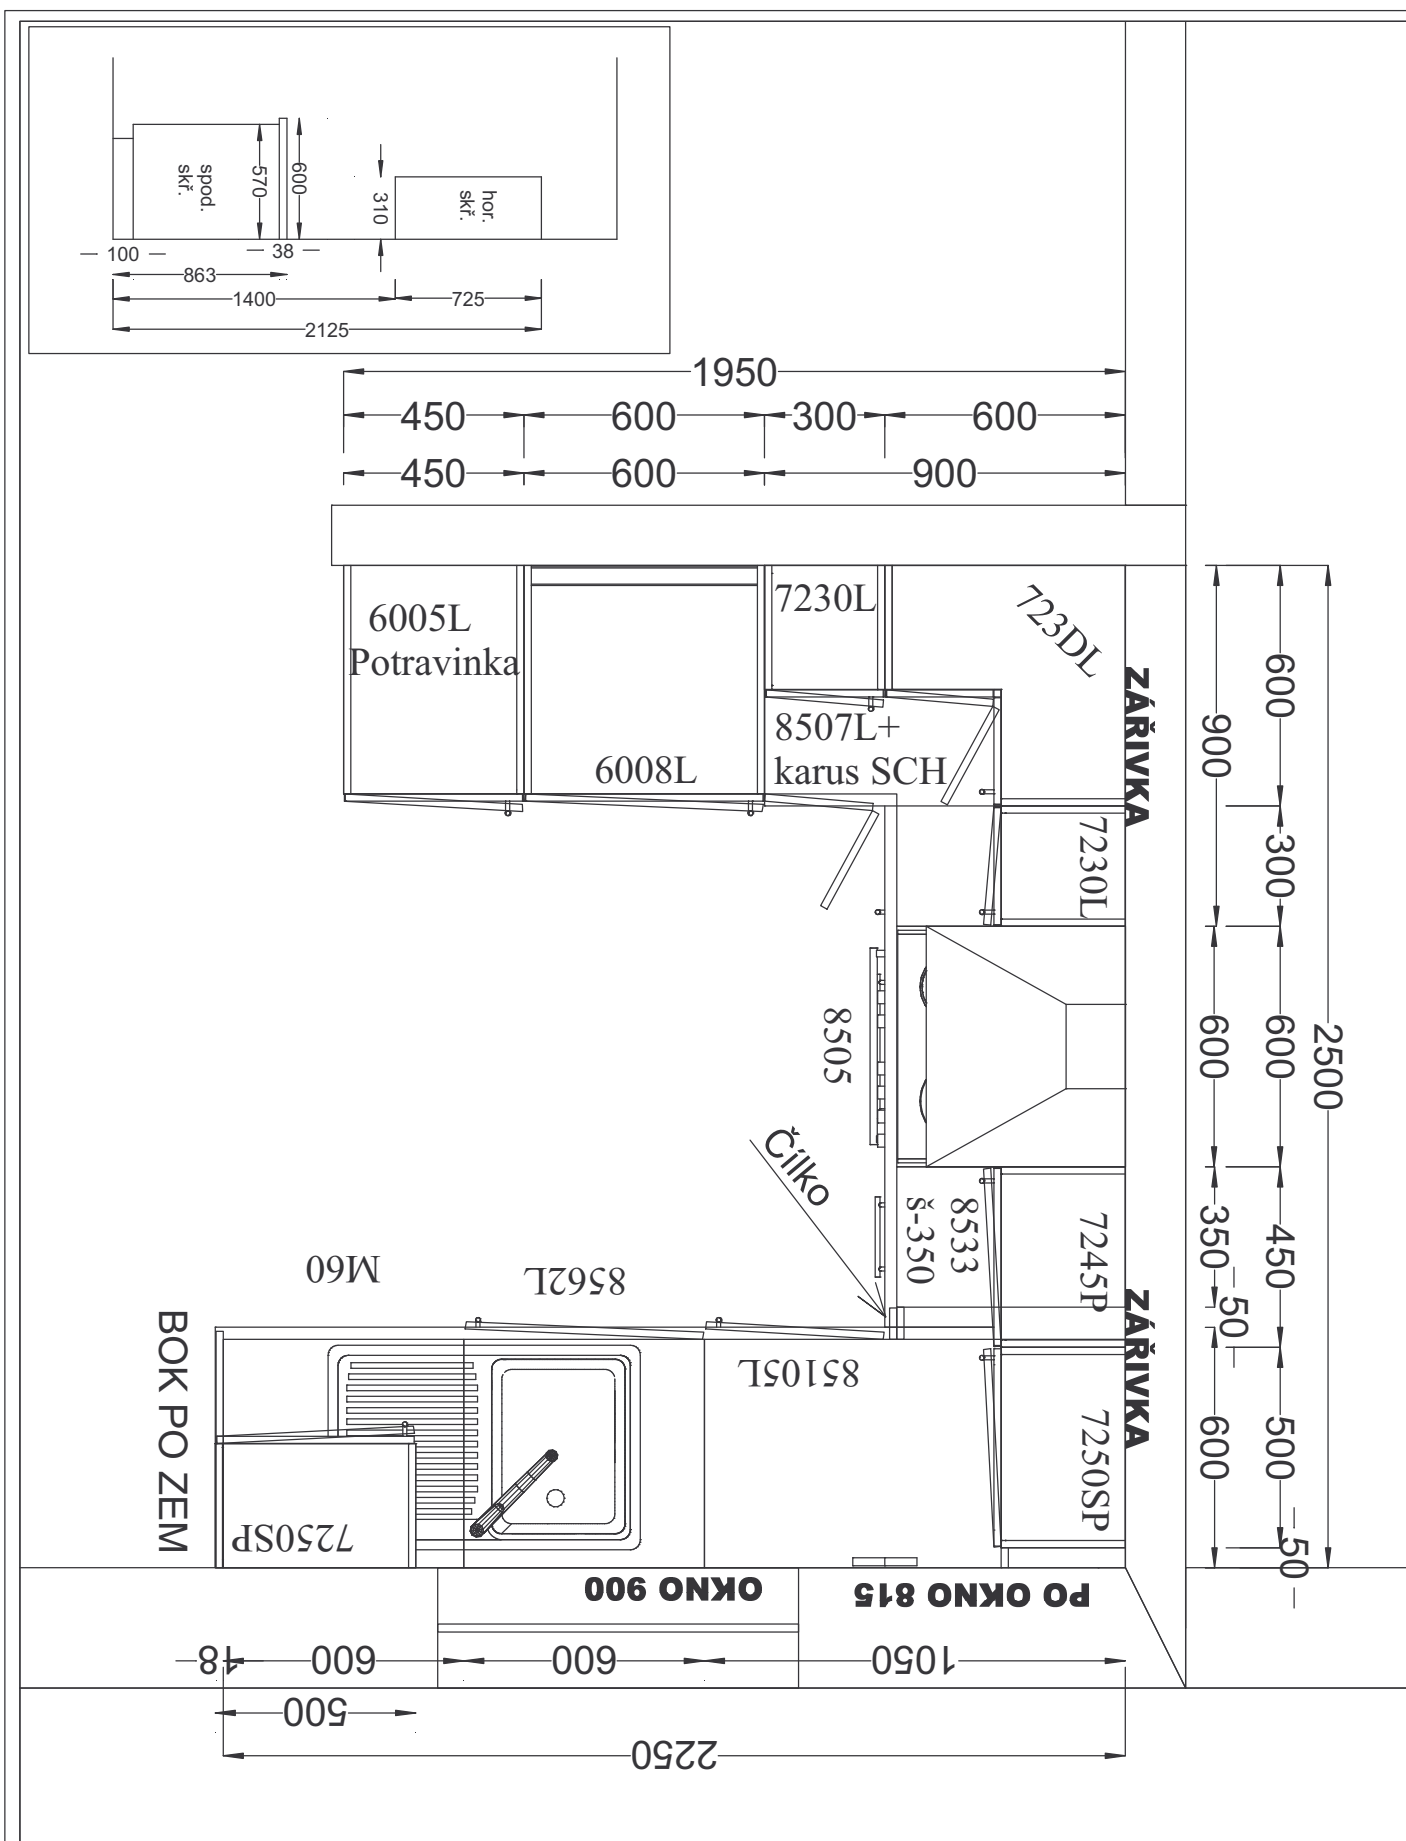 spod.
skř.
570
600
310
hor.
skř.
100
38
863
1400
725
2125
1950
450
600
300
600
450
600
900
6005L
Potravinka
6008L
7230L
8507L+
karus SCH
723DL
ZÁŘIVKA
7230L
8505
Čílko
8533
š-350
7245P
ZÁŘIVKA
7250SP
900
600
350
50
600
600
300
600
450
500
50
2500
M60
8562L
85105L
BOK PO ZEM
7250SP
OKNO 900
PO OKNO 815
18
600
600
1050
500
2250